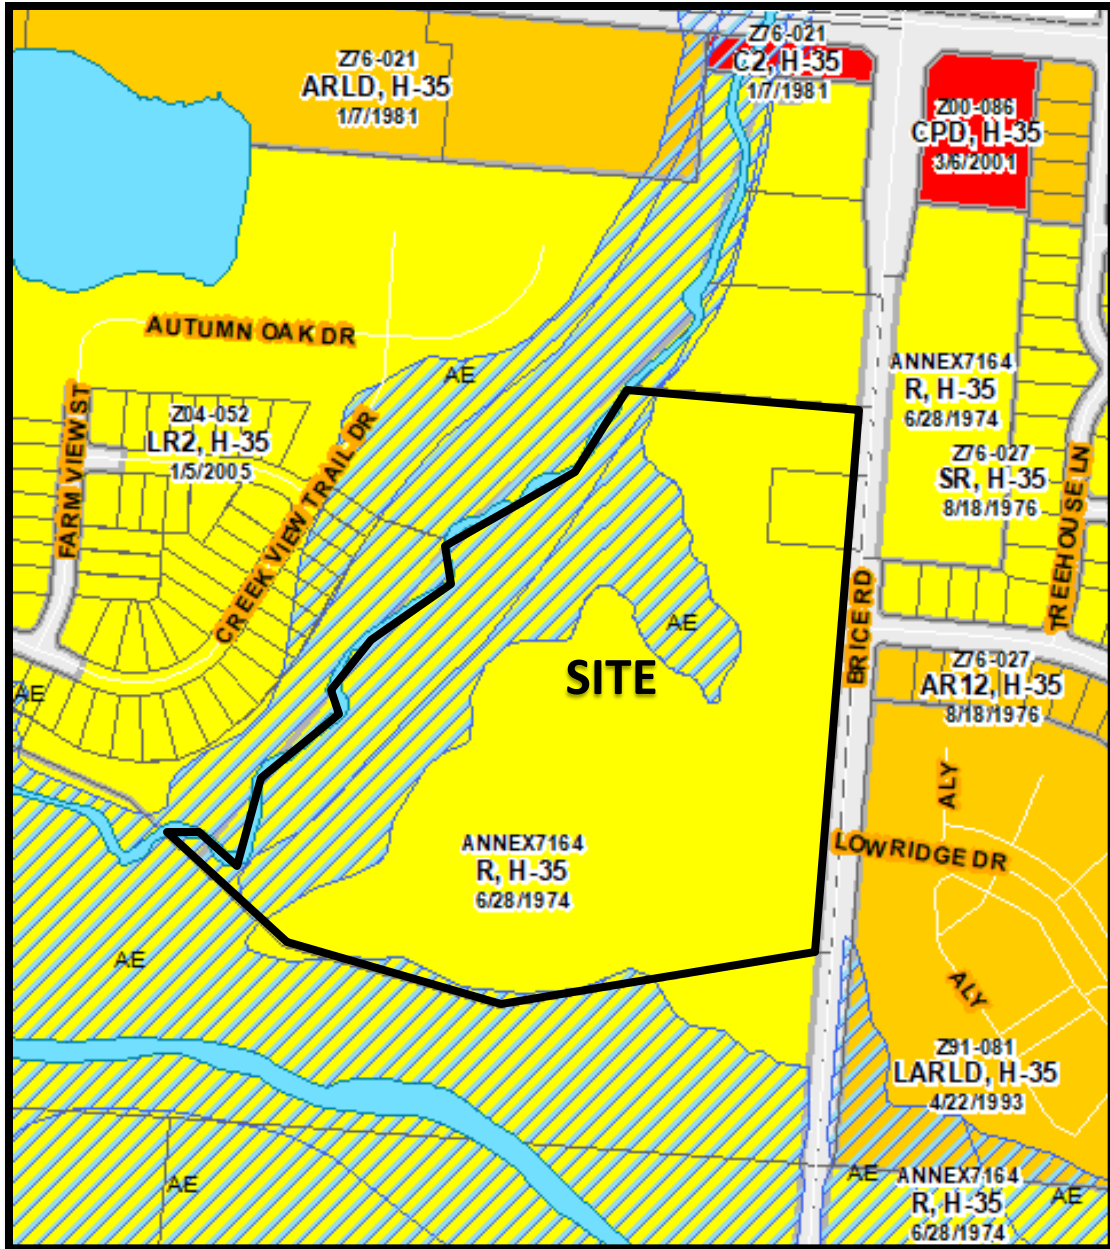 Z76-021
C2, H-35
1/7/1981
Z76-021
ARLD, H-35
1/7/1981
Z00-086
CPD, H-35
3/6/2001
AUTUMN OAK DR
AE
ANNEX7164
R, H-35
6/28/1974
Z04-052
LR2, H-35
1/5/2005
FARM VIEW ST
CREEK VIEW TRAIL DR
Z76-027
SR, H-35
8/18/1976
TREEHOUSE LN
BRICE RD
AE
SITE
Z76-027
AR12, H-35
8/18/1976
AE
ALY
LOWRIDGE DR
ANNEX7164
R, H-35
6/28/1974
AE
ALY
Z91-081
LARLD, H-35
4/22/1993
AE
AE
ANNEX7164
R, H-35
6/28/1974
AE